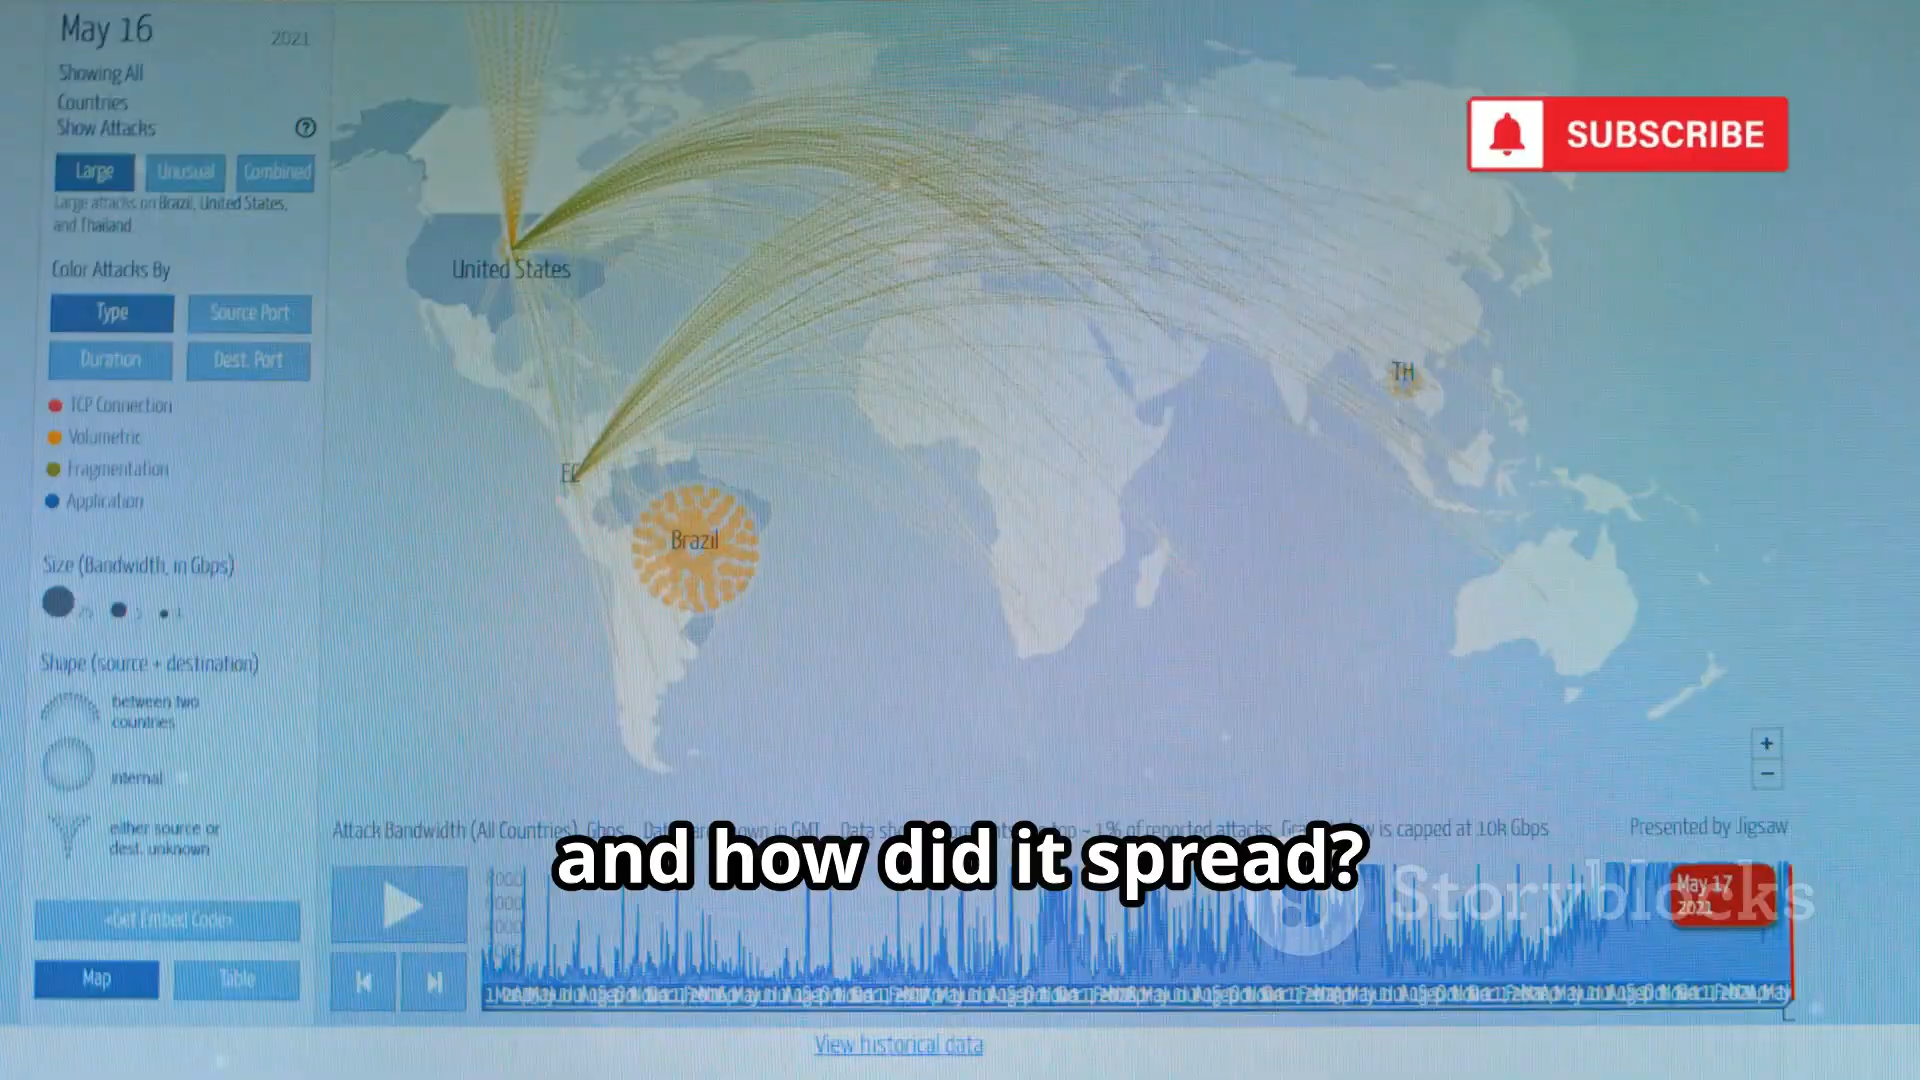 May 16
2021
Showing All
Countries
Show Attacks
?
Large
Unusual
Combined
Large attacks on Brazil, United States,
and Thailand
Color Attacks By
Type
Source Port
Duration
Dest. Port
TCP Connection
Volumetric
Fragmentation
Application
Size (Bandwidth, in Gbps)
Shape (source + destination)
between two
countries
internal
either source or
dest. unknown
<Get Embed Code>
Map
Table
SUBSCRIBE
United States
EC
Brazil
TH
+
−
Attack Bandwidth (All Countries), Gbps
is capped at 10k Gbps
Presented by Jigsaw
and how did it spread?
Storyblocks
May 17
2021
View historical data